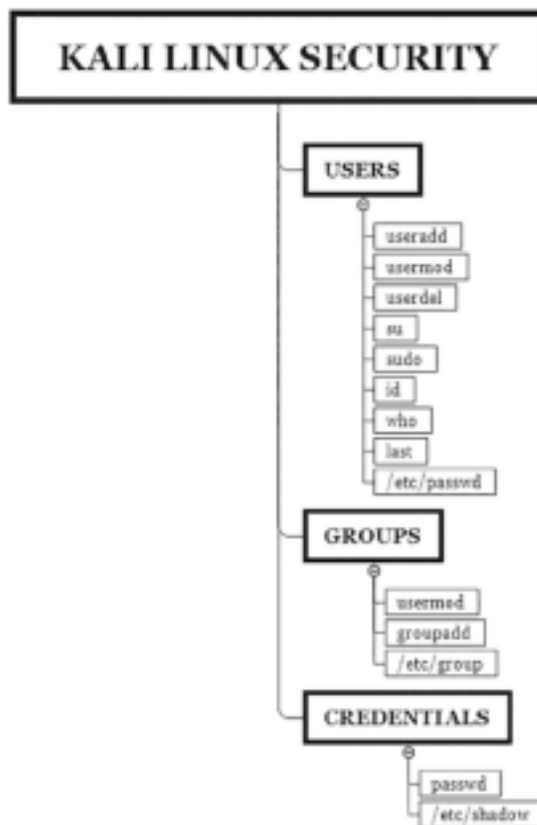 KALI LINUX SECURITY
USERS
useradd
usermod
userdel
su
sudo
id
who
last
/etc/passwd
GROUPS
usermod
groupadd
/etc/group
CREDENTIALS
passwd
/etc/shadow